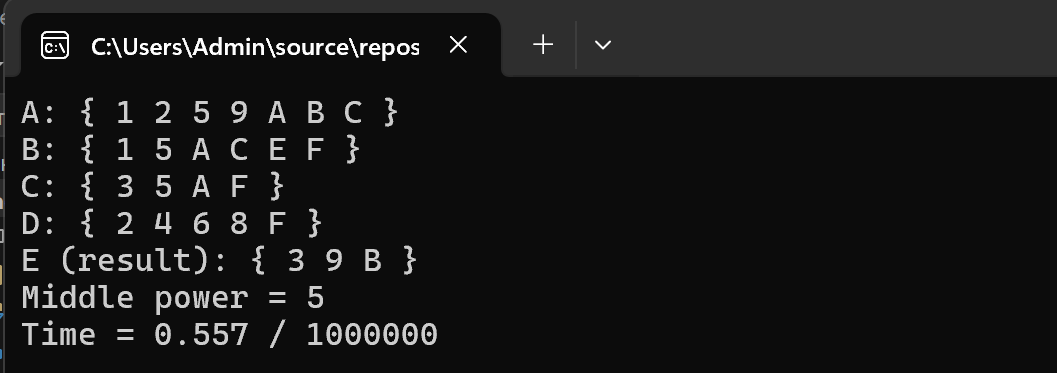 C:\Users\Admin\source\repos
A: { 1 2 5 9 A B C }
B: { 1 5 A C E F }
C: { 3 5 A F }
D: { 2 4 6 8 F }
E (result): { 3 9 B }
Middle power = 5
Time = 0.557 / 1000000